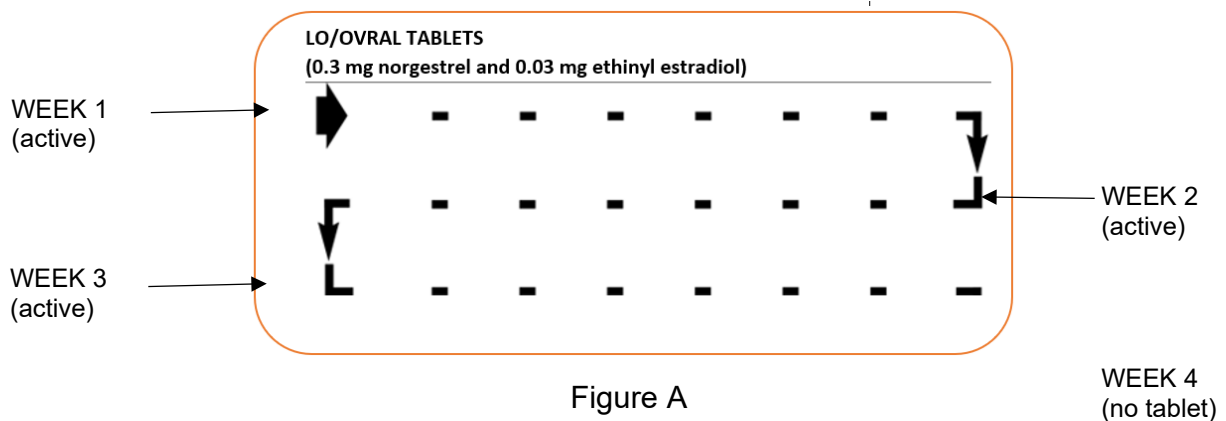 LO/OVRAL TABLETS
(0.3 mg norgestrel and 0.03 mg ethinyl estradiol)
WEEK 1
(active)
WEEK 2
(active)
WEEK 3
(active)
WEEK 4
(no tablet)
Figure A